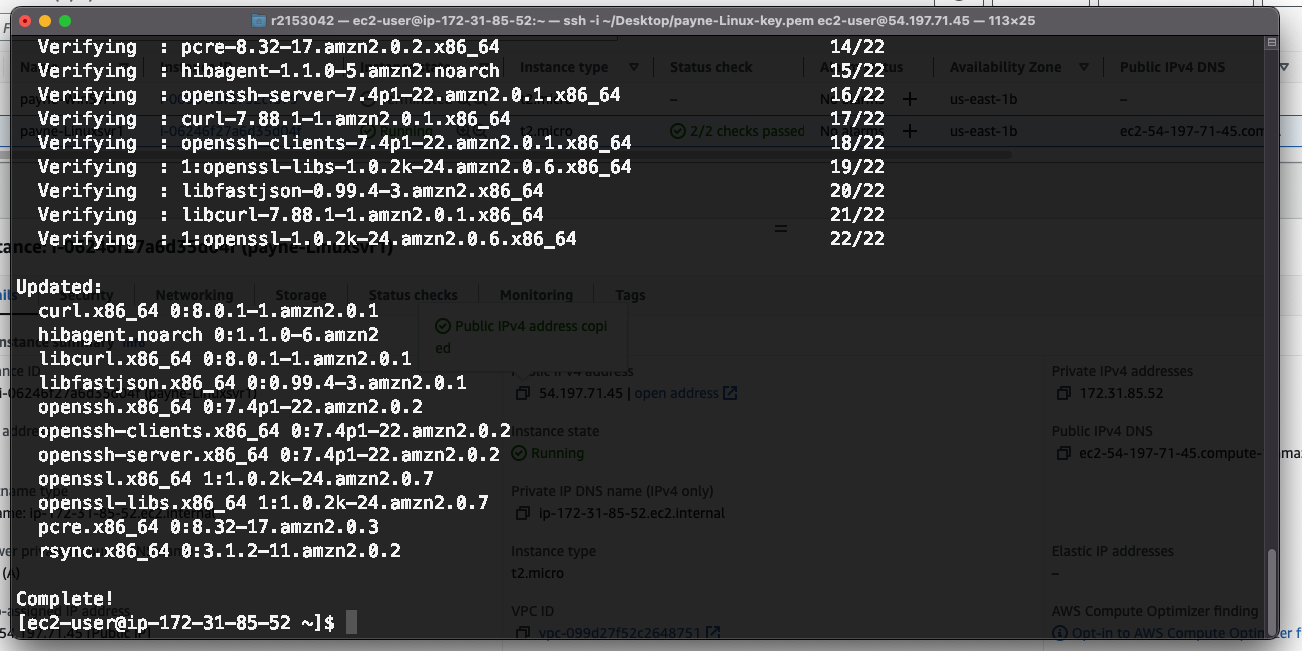 r2153042 — ec2-user@ip-172-31-85-52:~ — ssh -i ~/Desktop/payne-Linux-key.pem ec2-user@54.197.71.45 — 113×25
Verifying : pcre-8.32-17.amzn2.0.2.x86_64 14/22
Verifying : hibagent-1.1.0-5.amzn2.noarch 15/22
Verifying : openssh-server-7.4p1-22.amzn2.0.1.x86_64 16/22
Verifying : curl-7.88.1-1.amzn2.0.1.x86_64 17/22
Verifying : openssh-clients-7.4p1-22.amzn2.0.1.x86_64 18/22
Verifying : 1:openssl-libs-1.0.2k-24.amzn2.0.6.x86_64 19/22
Verifying : libfastjson-0.99.4-3.amzn2.x86_64 20/22
Verifying : libcurl-7.88.1-1.amzn2.0.1.x86_64 21/22
Verifying : 1:openssl-1.0.2k-24.amzn2.0.6.x86_64 22/22
Updated:
curl.x86_64 0:8.0.1-1.amzn2.0.1
hibagent.noarch 0:1.1.0-6.amzn2
libcurl.x86_64 0:8.0.1-1.amzn2.0.1
libfastjson.x86_64 0:0.99.4-3.amzn2.0.1
openssh.x86_64 0:7.4p1-22.amzn2.0.2
openssh-clients.x86_64 0:7.4p1-22.amzn2.0.2
openssh-server.x86_64 0:7.4p1-22.amzn2.0.2
openssl.x86_64 1:1.0.2k-24.amzn2.0.7
openssl-libs.x86_64 1:1.0.2k-24.amzn2.0.7
pcre.x86_64 0:8.32-17.amzn2.0.3
rsync.x86_64 0:3.1.2-11.amzn2.0.2
Complete!
[ec2-user@ip-172-31-85-52 ~]$
Instance type Status check Availability Zone Public IPv4 DNS
– us-east-1b –
payne-Linuxsvr1 i-06246f27a6d35d04f Running t2.micro 2/2 checks passed No alarms us-east-1b ec2-54-197-71-45.com
i-06246f27a6d35d04f (payne-Linuxsvr1)
Security Networking Storage Status checks Monitoring Tags
Public IPv4 address copi
ed
Public IPv4 address Private IPv4 addresses
54.197.71.45 | open address 172.31.85.52
Instance state Public IPv4 DNS
Running ec2-54-197-71-45.compute-
Private IP DNS name (IPv4 only)
ip-172-31-85-52.ec2.internal
Instance type Elastic IP addresses
t2.micro –
VPC ID AWS Compute Optimizer finding
vpc-099d27f52c2648751 Opt-in to AWS Compute Optimizer f